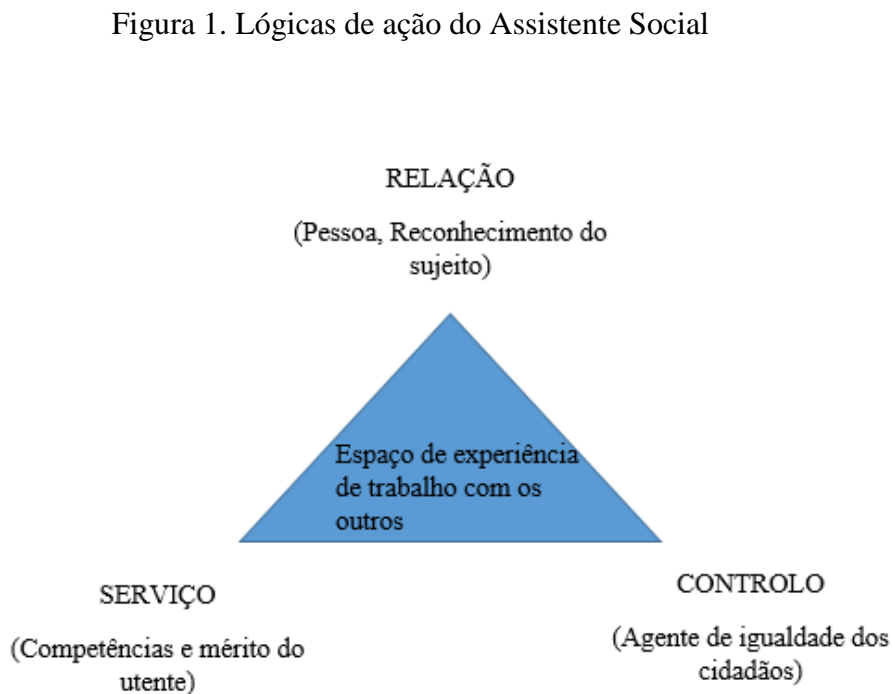 Figura 1. Lógicas de ação do Assistente Social
RELAÇÃO
(Pessoa, Reconhecimento do
sujeito)
Espaço de experiência
de trabalho com os
outros
SERVIÇO
(Competências e mérito do
utente)
CONTROLO
(Agente de igualdade dos
cidadãos)